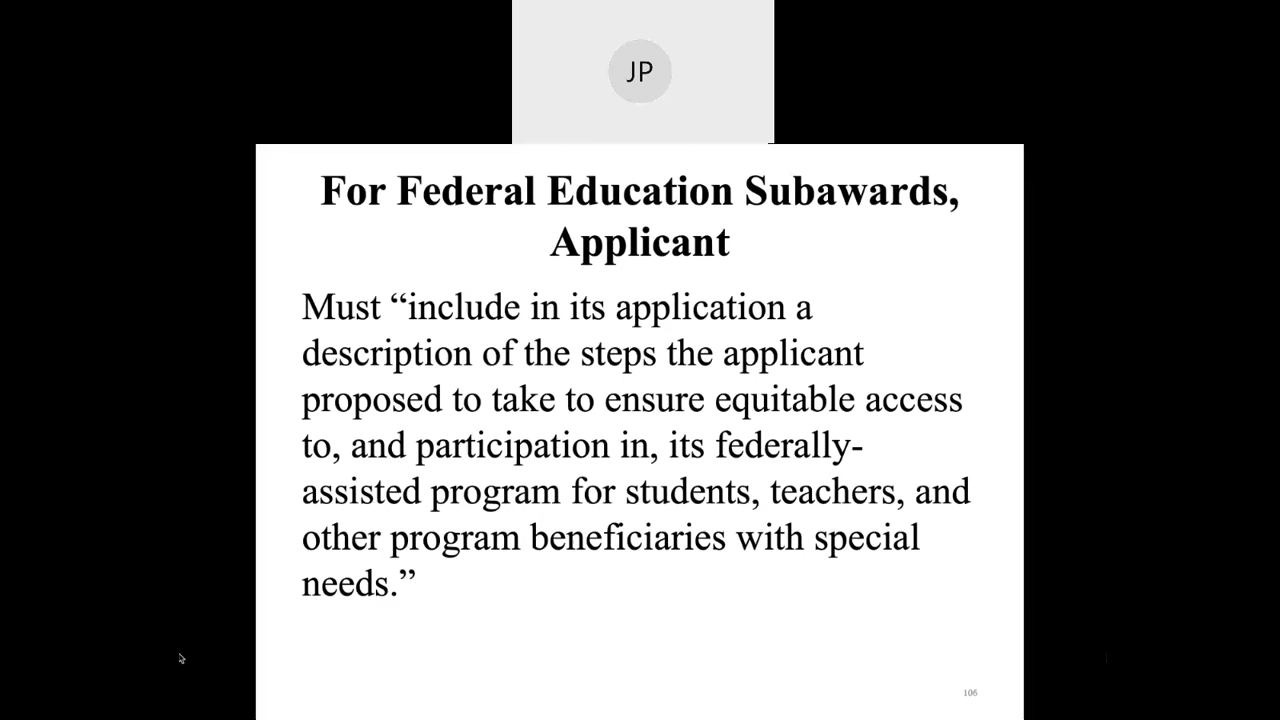 JP
For Federal Education Subawards,
Applicant
Must “include in its application a
description of the steps the applicant
proposed to take to ensure equitable access
to, and participation in, its federally-
assisted program for students, teachers, and
other program beneficiaries with special
needs.”
106